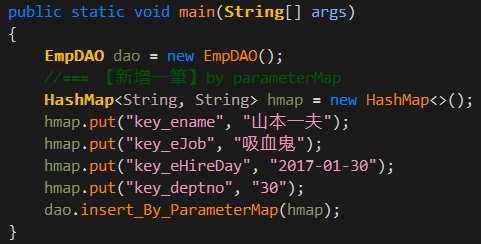 public static void main(String[] args)
{
EmpDAO dao = new EmpDAO();
//=== 【新增一筆】by parameterMap
HashMap<String, String> hmap = new HashMap<>();
hmap.put("key_ename", "山本一夫");
hmap.put("key_eJob", "吸血鬼");
hmap.put("key_eHireDay", "2017-01-30");
hmap.put("key_deptno", "30");
dao.insert_By_ParameterMap(hmap);
}